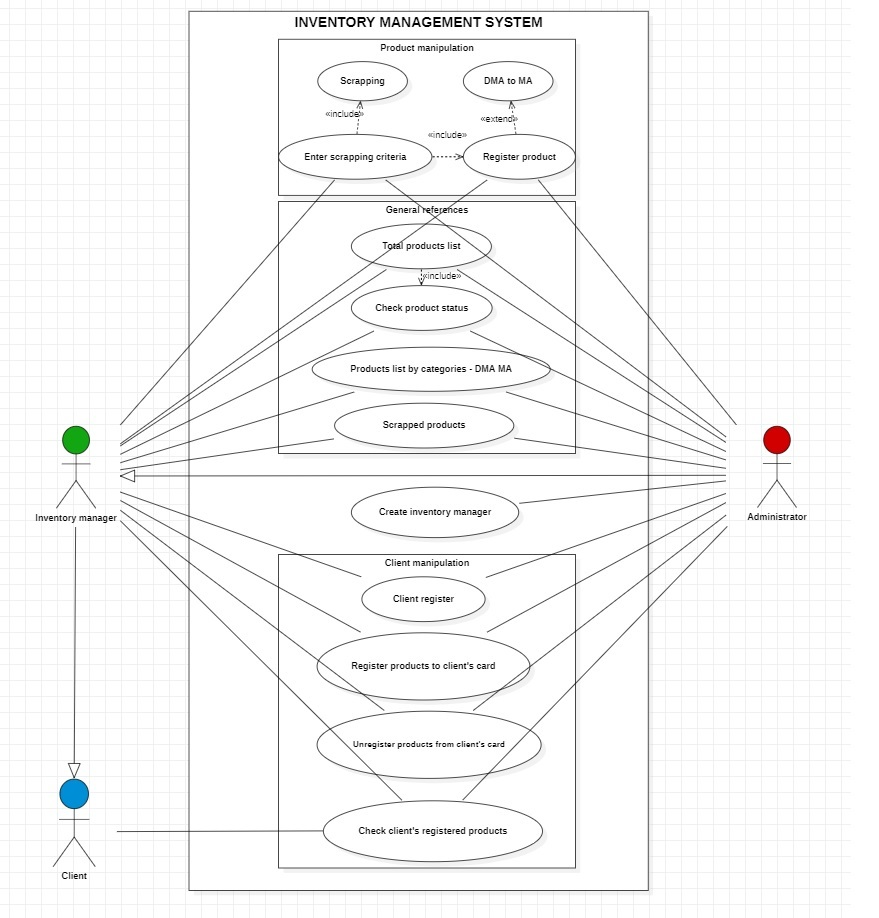 INVENTORY MANAGEMENT SYSTEM
Product manipulation
Scrapping
DMA to MA
«include»
«extend»
«include»
Enter scrapping criteria
Register product
General references
Total products list
«include»
Check product status
Products list by categories - DMA MA
Scrapped products
Inventory manager
Create inventory manager
Administrator
Client manipulation
Client register
Register products to client's card
Unregister products from client's card
Check client's registered products
Client